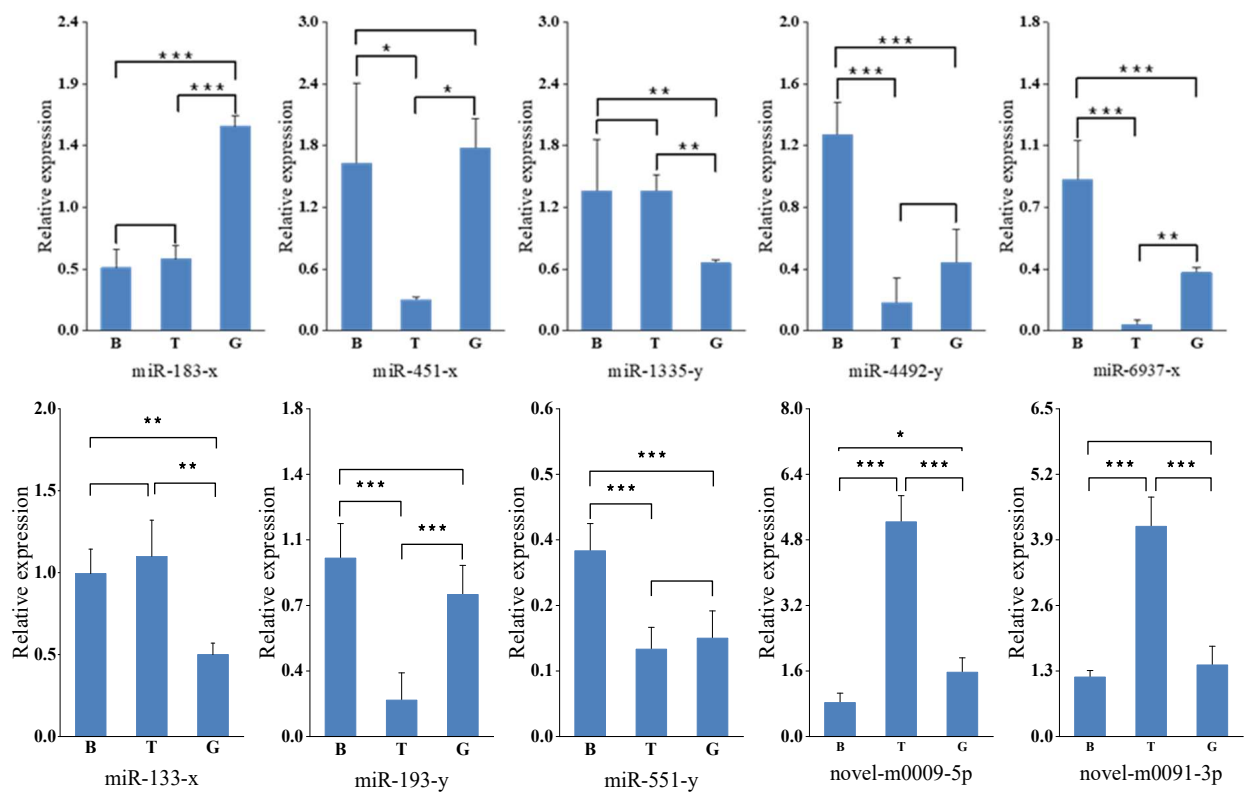 Relative expression
2.4
1.9
1.4
1.0
0.5
0.0
***
***
B T G
miR-183-x
Relative expression
3.0
2.4
1.8
1.2
0.6
0.0
*
*
B T G
miR-451-x
Relative expression
3.0
2.4
1.8
1.2
0.6
0.0
**
**
B T G
miR-1335-y
Relative expression
2.0
1.6
1.2
0.8
0.4
0.0
***
***
B T G
miR-4492-y
Relative expression
1.8
1.4
1.1
0.7
0.4
0.0
***
***
**
B T G
miR-6937-x
Relative expression
2.0
1.5
1.0
0.5
0.0
**
**
B T G
miR-133-x
Relative expression
1.8
1.4
1.1
0.7
0.4
0.0
***
***
B T G
miR-193-y
Relative expression
0.6
0.5
0.4
0.2
0.1
0.0
***
***
B T G
miR-551-y
Relative expression
8.0
6.4
4.8
3.2
1.6
0.0
*
***
***
B T G
novel-m0009-5p
Relative expression
6.5
5.2
3.9
2.6
1.3
0.0
***
***
B T G
novel-m0091-3p